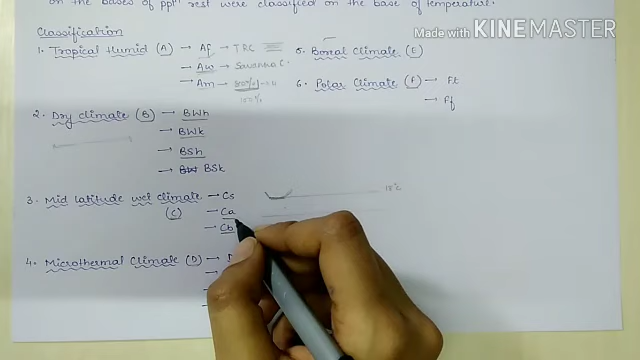 on the bases of pptn rest were classified on the base of temperature.
Made with KINEMASTER
Classification
1. Tropical Humid (A) → Af → TRC
→ Aw → Savanna C.
→ Am →
2. Dry climate (B) → BWh
→ BWk
→ BSh
→ BSk
3. Mid latitude wet climate → Cs
(C) → Ca
→ Cb
4. Microthermal Climate (D) →
5. Boreal Climate (E)
6. Polar Climate (F) → Ft
→ Pf
18°C